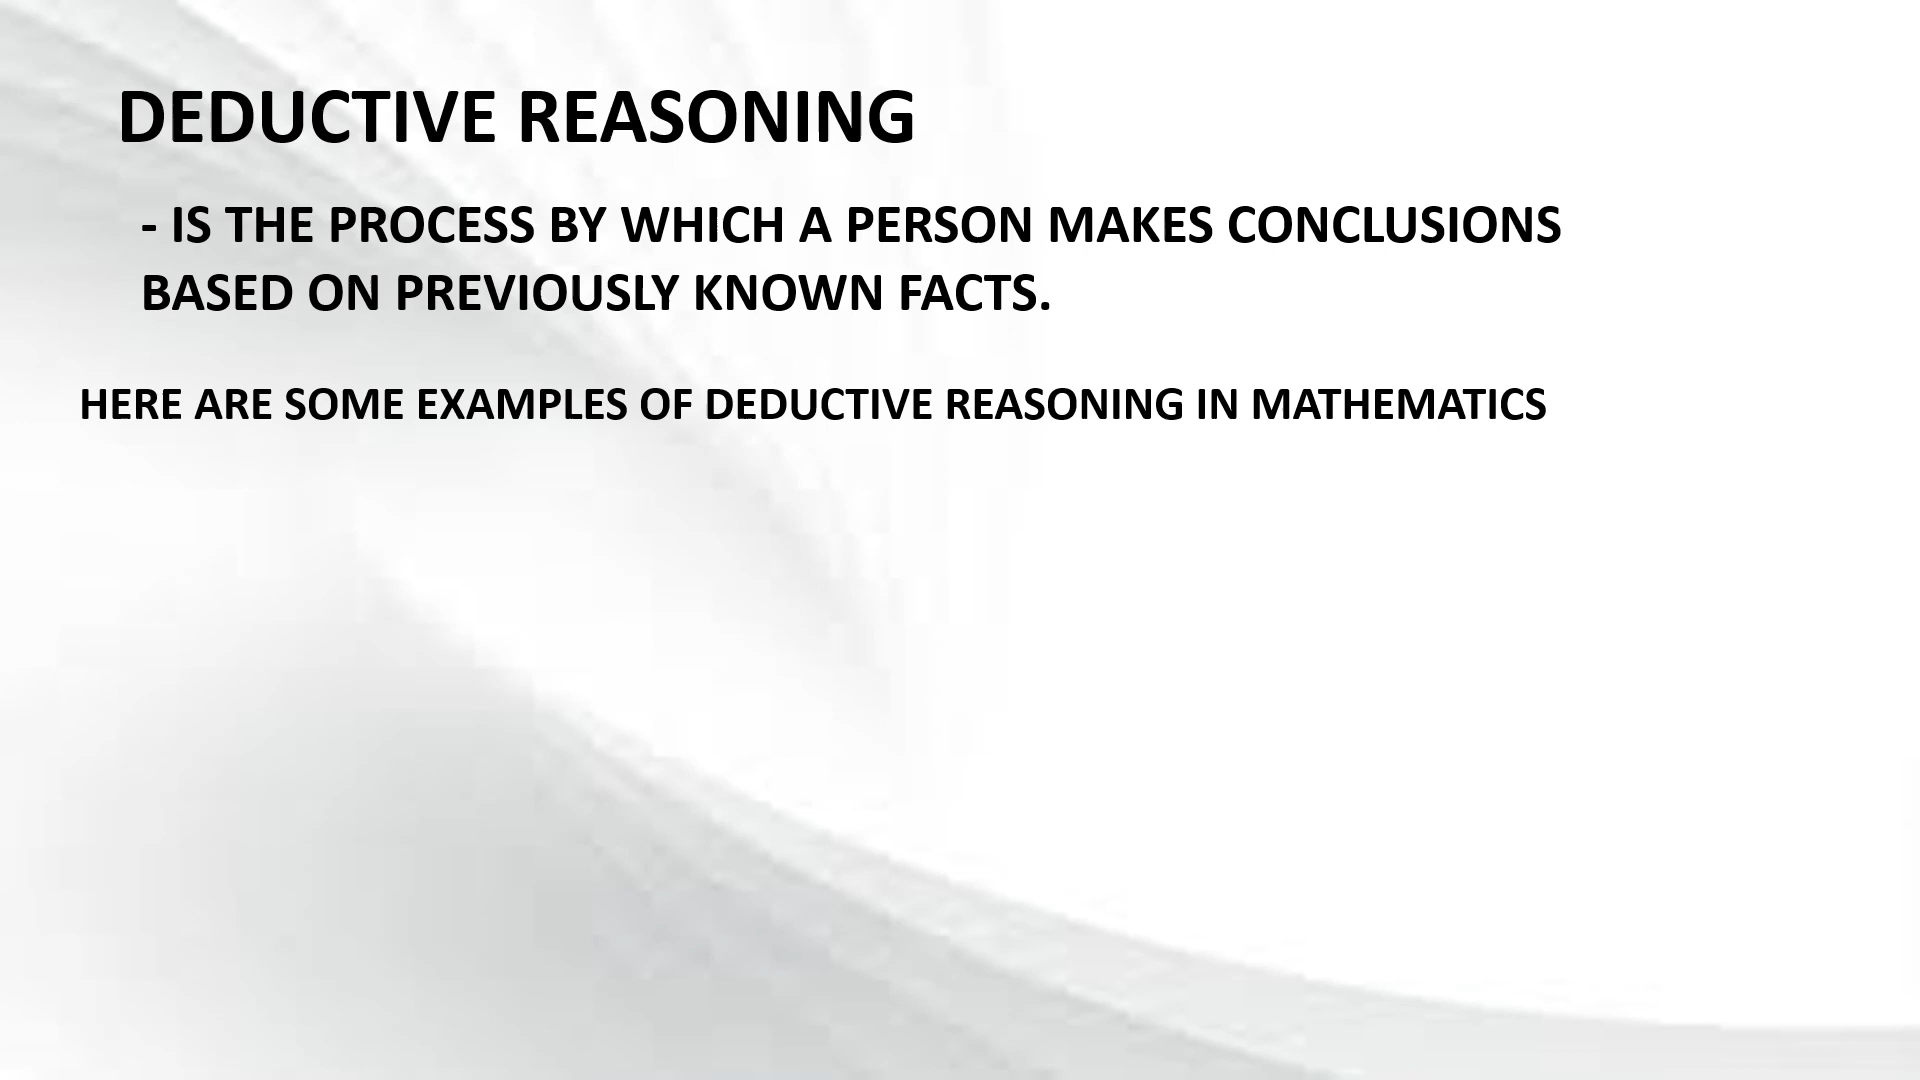 DEDUCTIVE REASONING
- IS THE PROCESS BY WHICH A PERSON MAKES CONCLUSIONS
BASED ON PREVIOUSLY KNOWN FACTS.
HERE ARE SOME EXAMPLES OF DEDUCTIVE REASONING IN MATHEMATICS